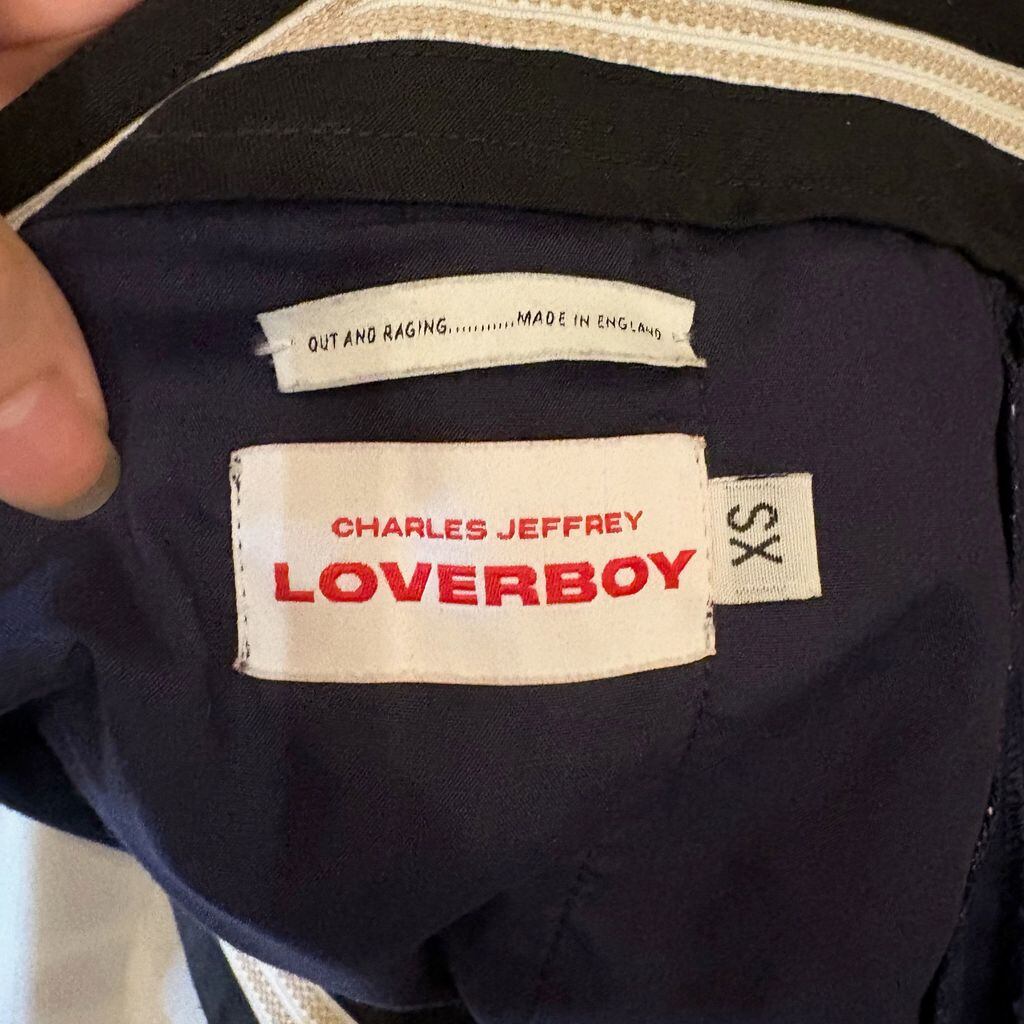 OUT AND RAGING...........MADE IN ENGLAND
CHARLES JEFFREY
LOVERBOY
XS